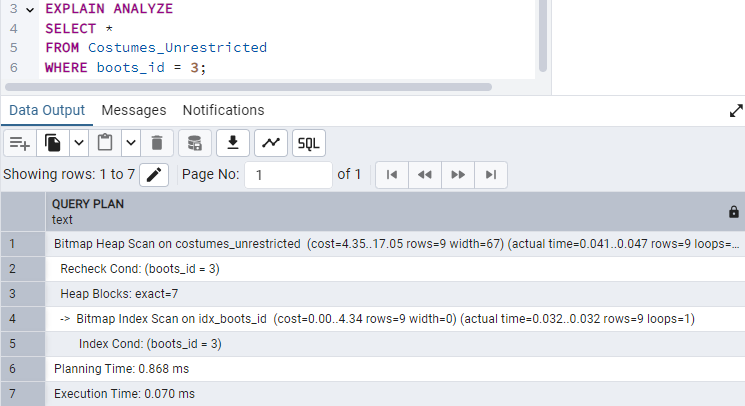 3 EXPLAIN ANALYZE
4 SELECT *
5 FROM Costumes_Unrestricted
6 WHERE boots_id = 3;
Data Output Messages Notifications
SQL
Showing rows: 1 to 7 Page No: 1 of 1
QUERY PLAN
text
1 Bitmap Heap Scan on costumes_unrestricted (cost=4.35..17.05 rows=9 width=67) (actual time=0.041..0.047 rows=9 loops=...
2 Recheck Cond: (boots_id = 3)
3 Heap Blocks: exact=7
4 -> Bitmap Index Scan on idx_boots_id (cost=0.00..4.34 rows=9 width=0) (actual time=0.032..0.032 rows=9 loops=1)
5 Index Cond: (boots_id = 3)
6 Planning Time: 0.868 ms
7 Execution Time: 0.070 ms